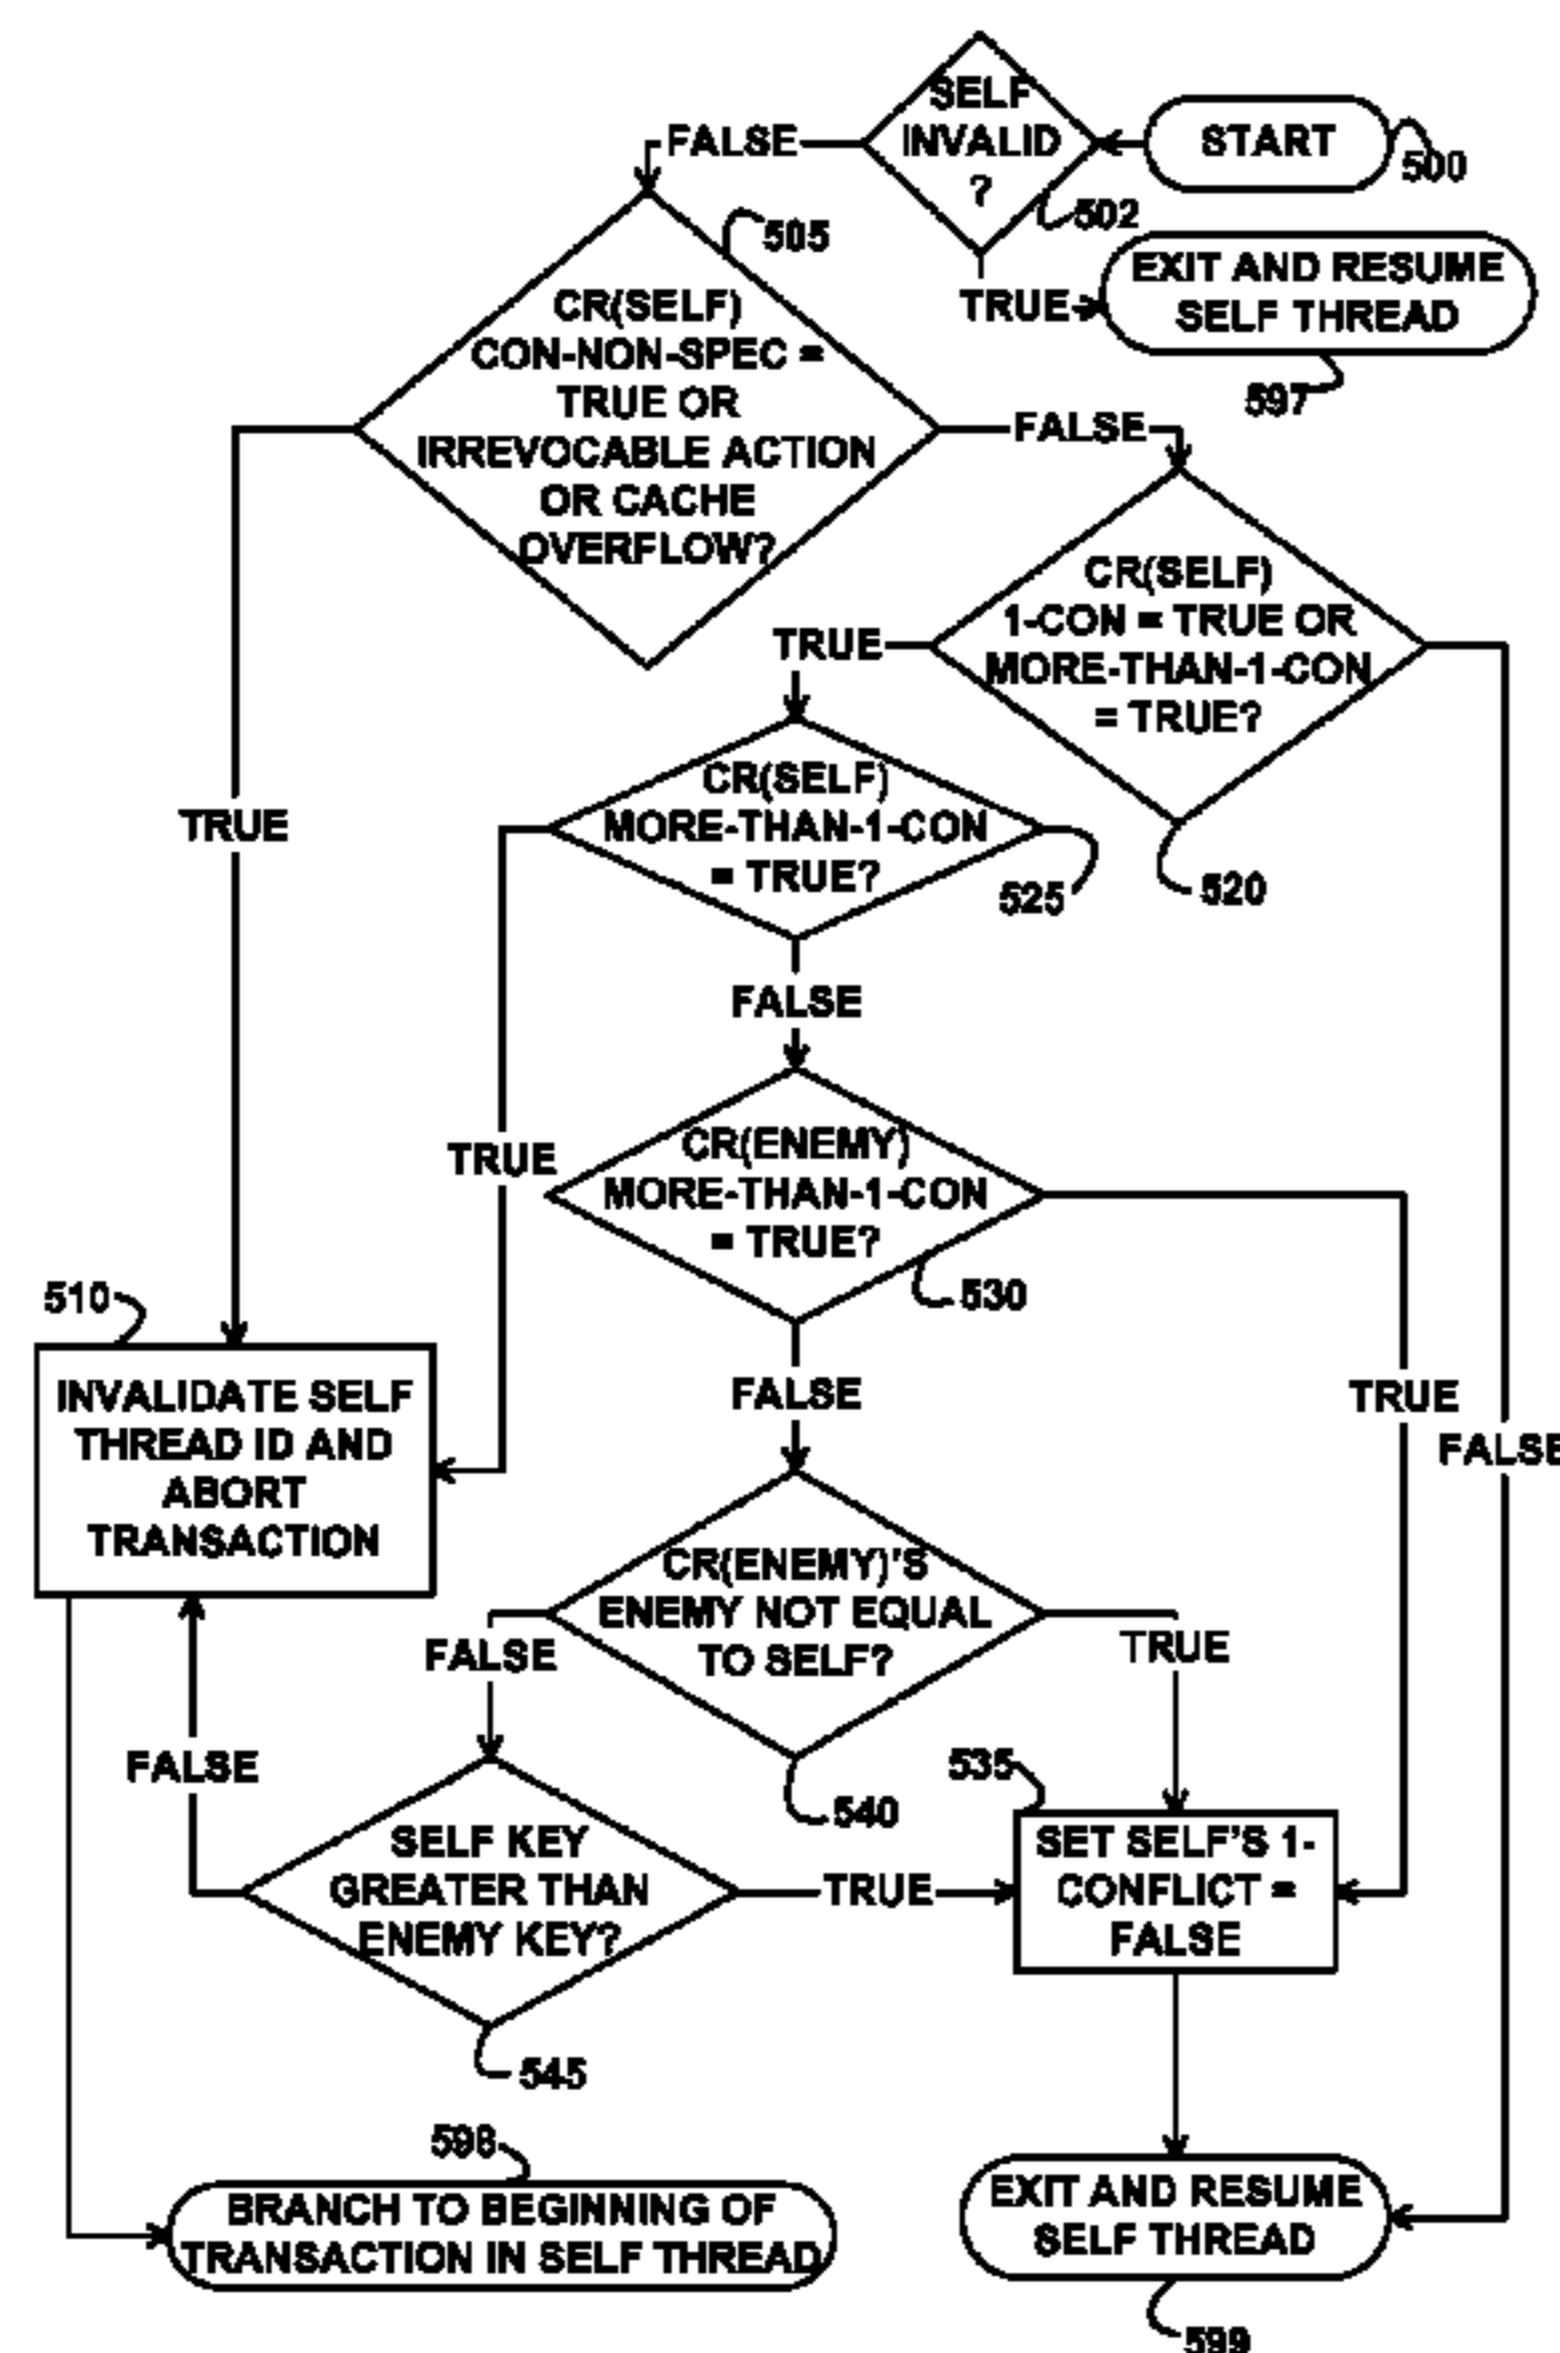 START
500
SELF
INVALID
?
502
FALSE
TRUE
EXIT AND RESUME
SELF THREAD
597
505
CR(SELF)
CON-NON-SPEC =
TRUE OR
IRREVOCABLE ACTION
OR CACHE
OVERFLOW?
FALSE
TRUE
CR(SELF)
1-CON = TRUE OR
MORE-THAN-1-CON
= TRUE?
520
TRUE
FALSE
CR(SELF)
MORE-THAN-1-CON
= TRUE?
525
FALSE
TRUE
CR(ENEMY)
MORE-THAN-1-CON
= TRUE?
530
FALSE
TRUE
510
INVALIDATE SELF
THREAD ID AND
ABORT
TRANSACTION
CR(ENEMY)'S
ENEMY NOT EQUAL
TO SELF?
540
FALSE
TRUE
FALSE
SELF KEY
GREATER THAN
ENEMY KEY?
545
TRUE
535
SET SELF'S 1-
CONFLICT =
FALSE
598
BRANCH TO BEGINNING OF
TRANSACTION IN SELF THREAD
EXIT AND RESUME
SELF THREAD
599